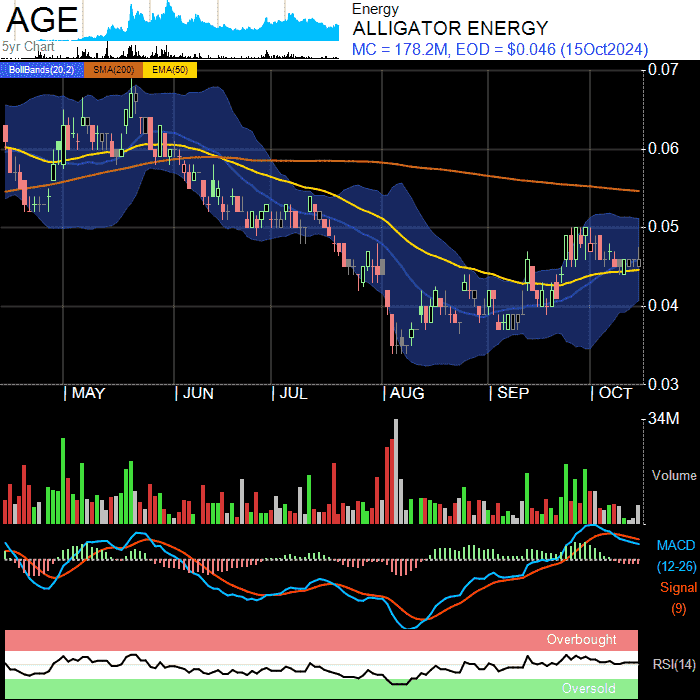 AGE
5yr Chart
Energy
ALLIGATOR ENERGY
MC = 178.2M, EOD = $0.046 (15Oct2024)
BollBands(20,2) SMA(200) EMA(50)
0.07
0.06
0.05
0.04
0.03
MAY JUN JUL AUG SEP OCT
34M
Volume
MACD
(12-26)
Signal
(9)
Overbought
RSI(14)
Oversold